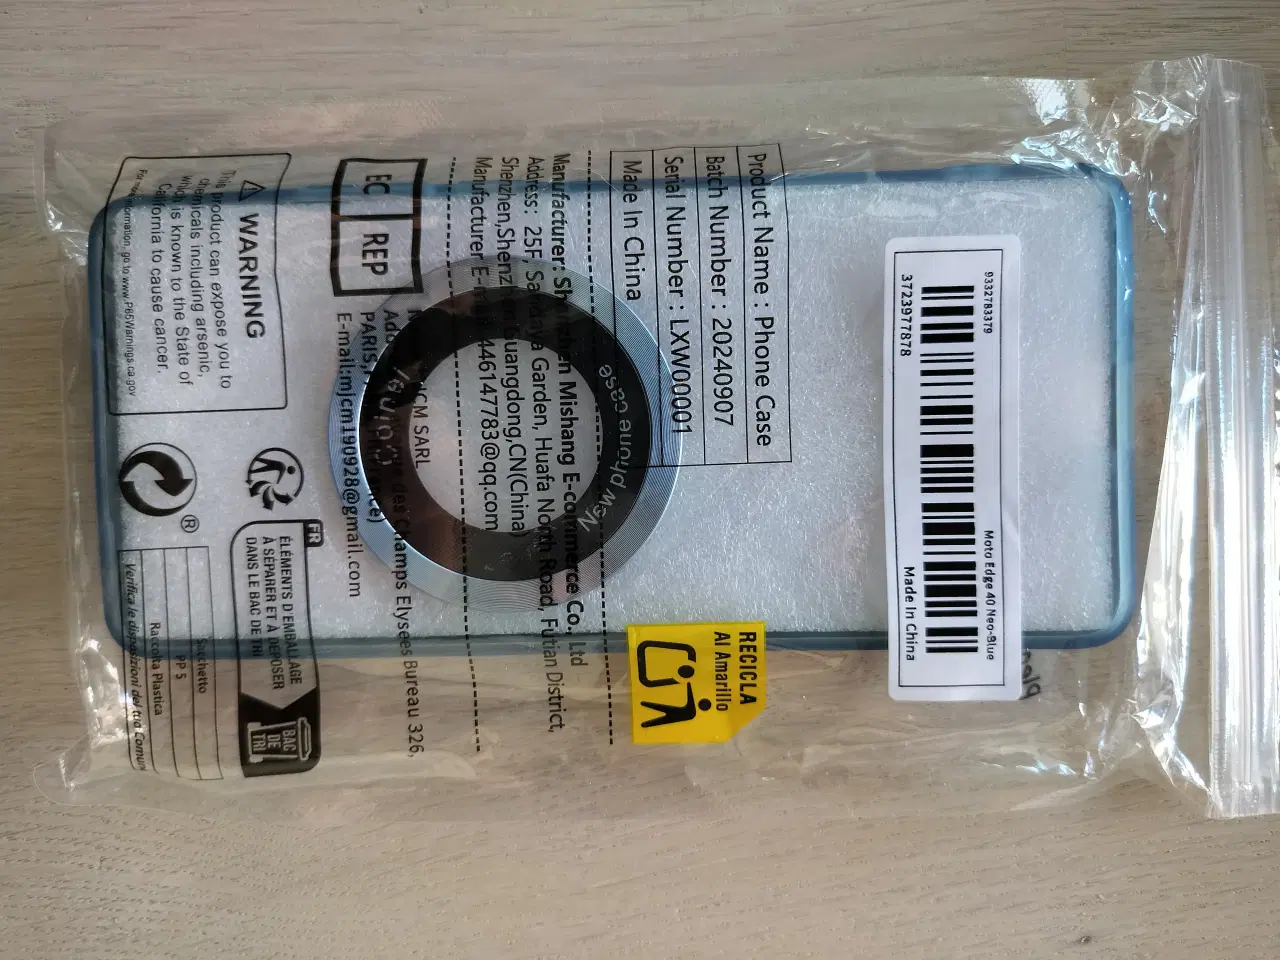 Product Name : Phone Case
Batch Number : 20240907
Serial Number : LXW00001
Made In China
Manufacturer: Sh zhen Mishang E-commerce Co., Ltd
Address: 25F, Garden, Huafa North Road, Futian District,
Shenzhen,Shenzh Guangdong,CN(China)
Manufacturer E-m 446147783@qq.com
EC REP
CM SARL
des Champs Elysees Bureau 326,
PARIS,
E-mail:mjcm190928@gmail.com
⚠ WARNING
This product can expose you to
chemicals including arsenic,
which is known to the State of
California to cause cancer.
For more information, go to www.P65Warnings.ca.gov
®
FR
ÉLÉMENTS D'EMBALLAGE
À SÉPARER ET À DÉPOSER
DANS LE BAC DE TRI
BAC
DE
TRI
Sacchetto
PP 5
Raccolta Plastica
Verifica le disposizioni del tuo Comune
RECICLA
Al Amarillo
New phone case
9332783379
3723977878
Moto Edge 40 Neo-Blue
Made In China